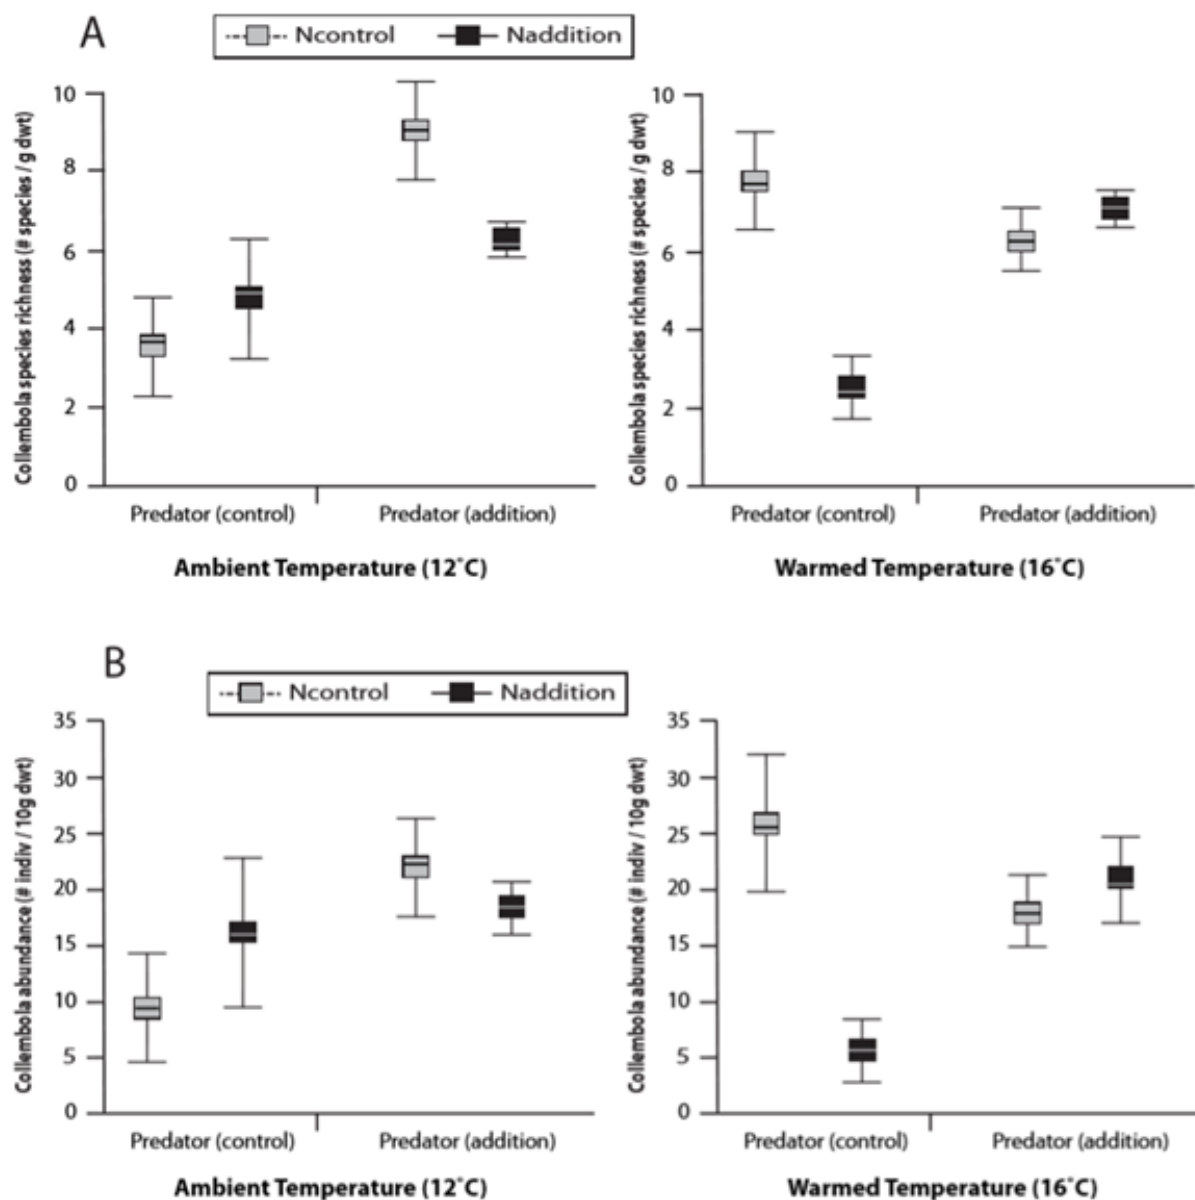 A
Ncontrol Naddition
Collembola species richness (# species / g dwt)
10
8
6
4
2
0
Predator (control) Predator (addition)
Ambient Temperature (12˚C)
Collembola species richness (# species / g dwt)
10
8
6
4
2
0
Predator (control) Predator (addition)
Warmed Temperature (16˚C)
B
Ncontrol Naddition
Collembola abundance (# indiv / 10g dwt)
35
30
25
20
15
10
5
0
Predator (control) Predator (addition)
Ambient Temperature (12˚C)
Collembola abundance (# indiv / 10g dwt)
35
30
25
20
15
10
5
0
Predator (control) Predator (addition)
Warmed Temperature (16˚C)